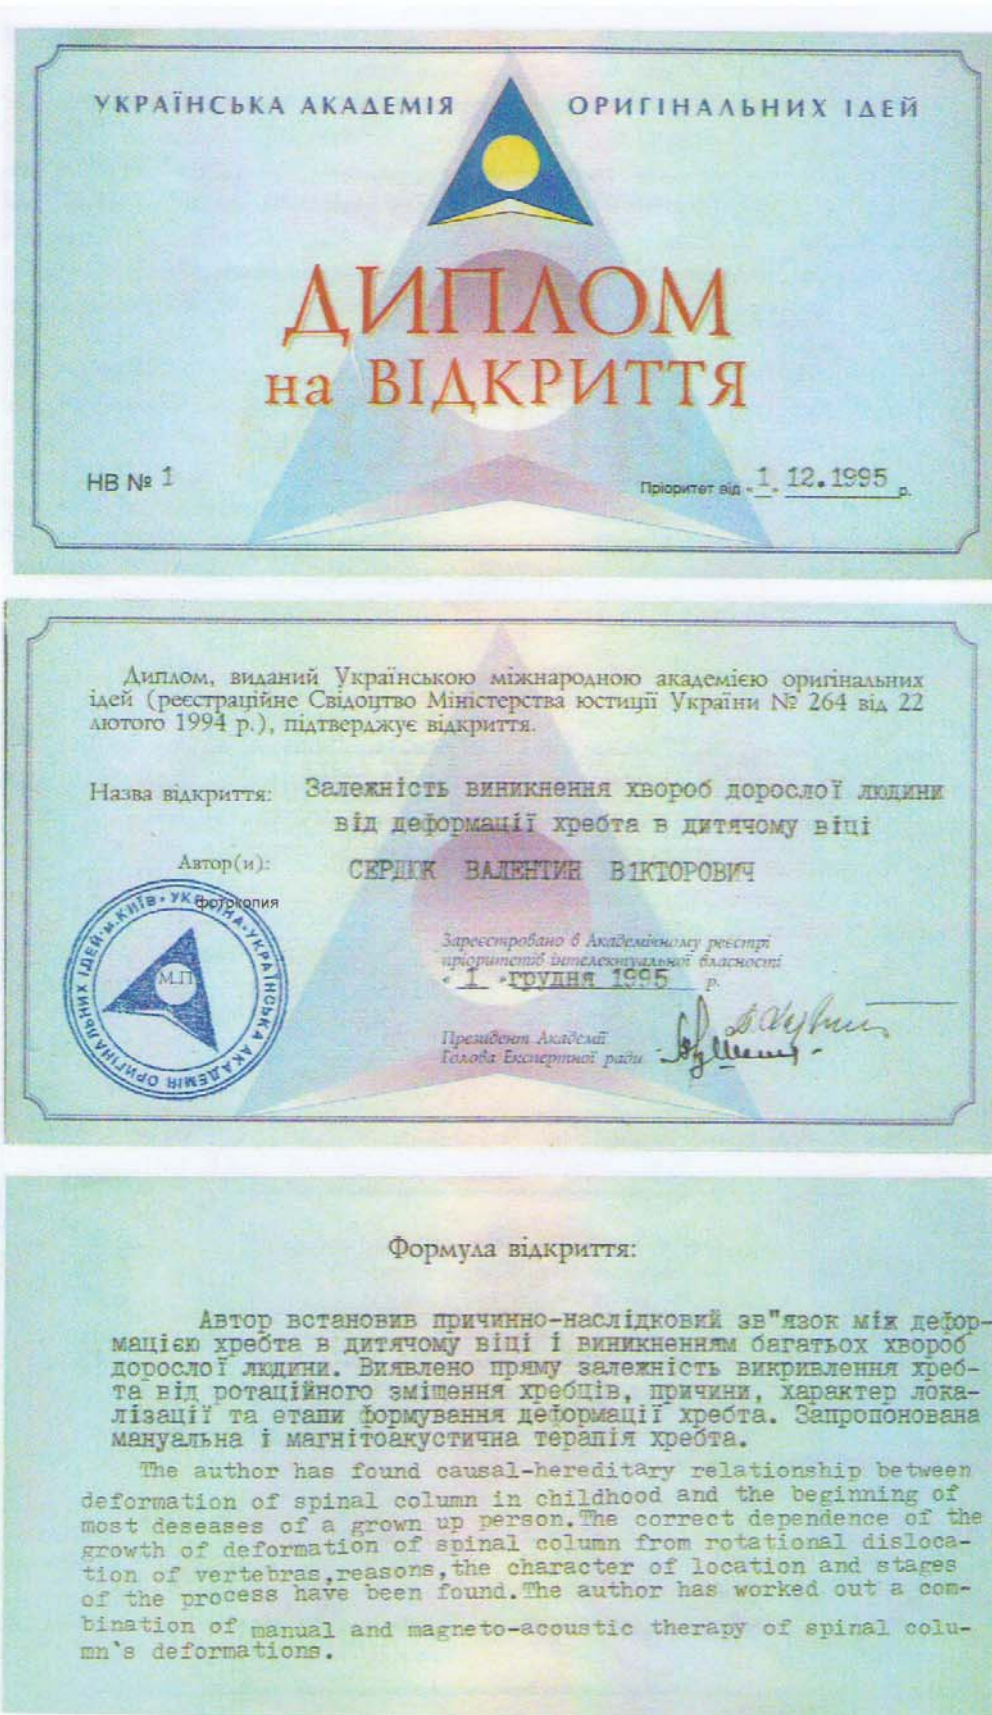 УКРАЇНСЬКА АКАДЕМІЯ ОРИГІНАЛЬНИХ ІДЕЙ
ДИПЛОМ
на ВІДКРИТТЯ
НВ № 1
Пріоритет від «1» 12.1995 р.
Диплом, виданий Українською міжнародною академією оригінальних
ідей (реєстраційне Свідоцтво Міністерства юстиції України № 264 від 22
лютого 1994 р.), підтверджує відкриття.
Назва відкриття: Залежність виникнення хвороб дорослої людини
від деформації хребта в дитячому віці
Автор(и): СЕРДЮК ВАЛЕНТИН ВІКТОРОВИЧ
фотокопия
УКРАЇНА·УКРАЇНСЬКА АКАДЕМІЯ ОРИГІНАЛЬНИХ ІДЕЙ·м.КИЇВ·
М.П
Зареєстровано в Академічному реєстрі
пріоритетів інтелектуальної власності
«1»грудня 1995 р.
Президент Академії
Голова Експертної ради
Формула відкриття:
Автор встановив причинно-наслідковий зв"язок між дефор-
мацією хребта в дитячому віці і виникненням багатьох хвороб
дорослої людини. Виявлено пряму залежність викривлення хреб-
та від ротаційного зміщення хребців, причини, характер лока-
лізації та етапи формування деформації хребта. Запропонована
мануальна і магнітоакустична терапія хребта.
The author has found causal-hereditary relationship between
deformation of spinal column in childhood and the beginning of
most deseases of a grown up person.The correct dependence of the
growth of deformation of spinal column from rotational disloca-
tion of vertebras,reasons,the character of location and stages
of the process have been found.The author has worked out a com-
bination of manual and magneto-acoustic therapy of spinal colu-
mn`s deformations.